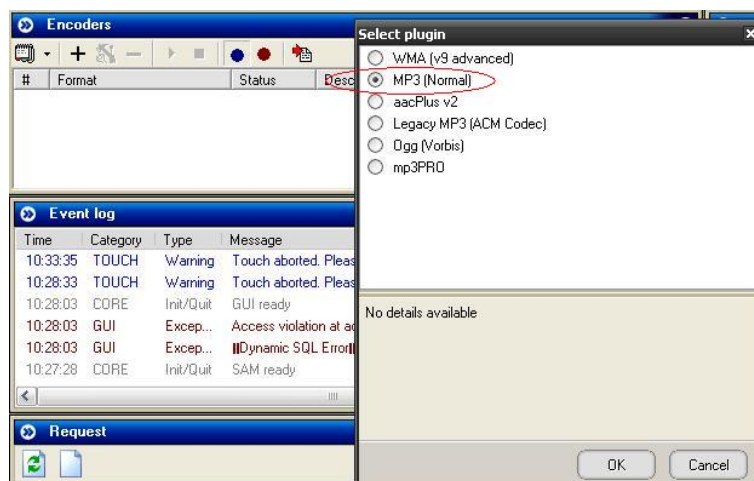 Encoders
# Format Status Desc
Event log
Time Category Type Message
10:33:35 TOUCH Warning Touch aborted. Pleas
10:28:33 TOUCH Warning Touch aborted. Pleas
10:28:03 CORE Init/Quit GUI ready
10:28:03 GUI Excep... Access violation at ad
10:28:03 GUI Excep... ||Dynamic SQL Error||
10:27:28 CORE Init/Quit SAM ready
Request
Select plugin
WMA (v9 advanced)
MP3 (Normal)
aacPlus v2
Legacy MP3 (ACM Codec)
Ogg (Vorbis)
mp3PRO
No details available
OK Cancel